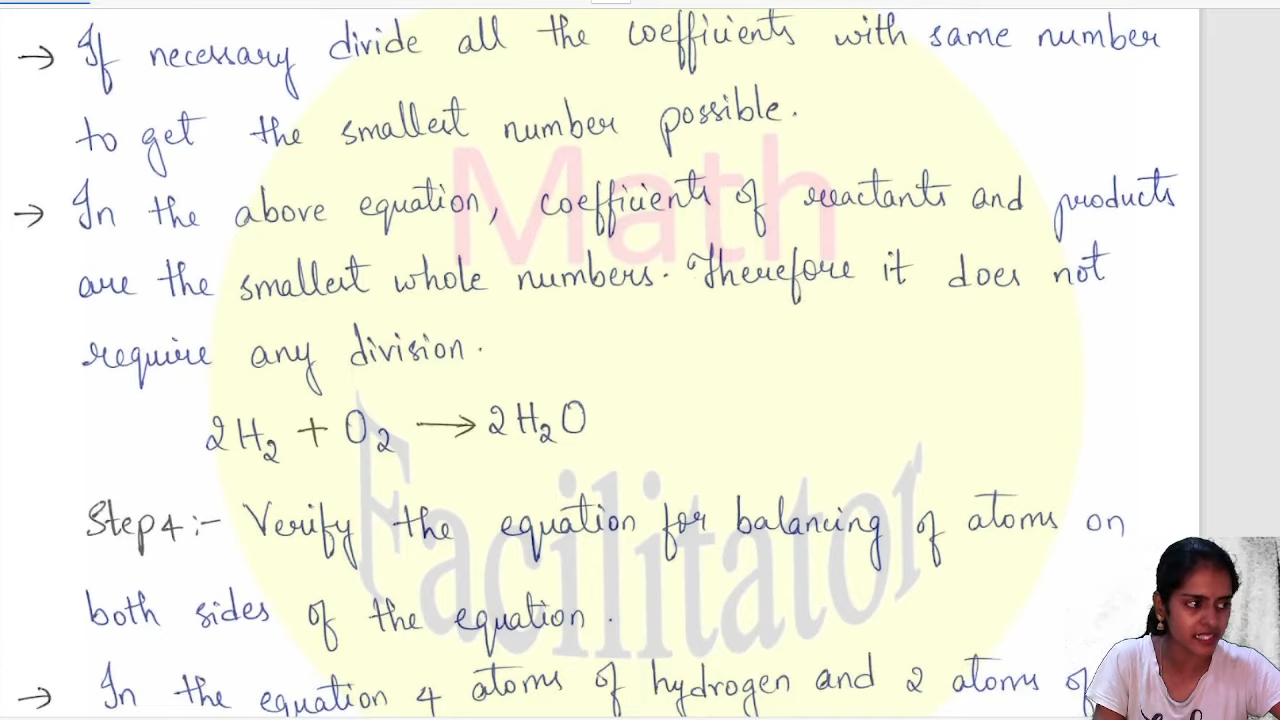 → If necessary divide all the coefficients with same number
to get the smallest number possible.
Math
→ In the above equation, coefficients of reactants and products
are the smallest whole numbers. Therefore it does not
require any division.
2H₂ + O₂ → 2H₂O
Step 4:- Verify the equation for balancing of atoms on
Facilitator
both sides of the equation.
→ In the equation 4 atoms of hydrogen and 2 atoms of